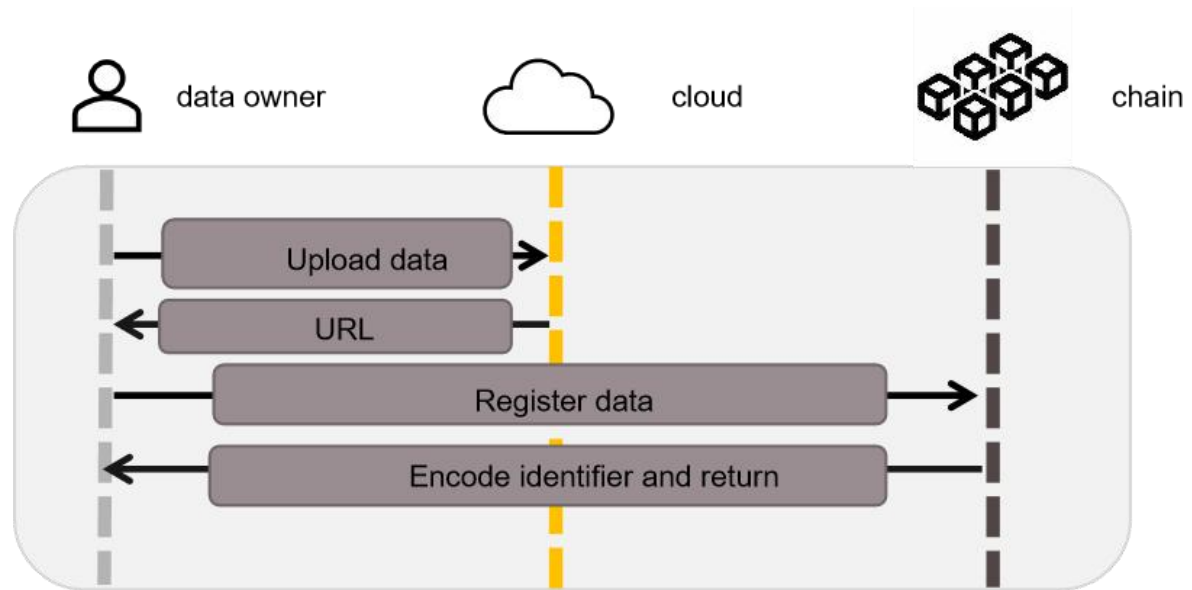 data owner
cloud
chain
Upload data
URL
Register data
Encode identifier and return